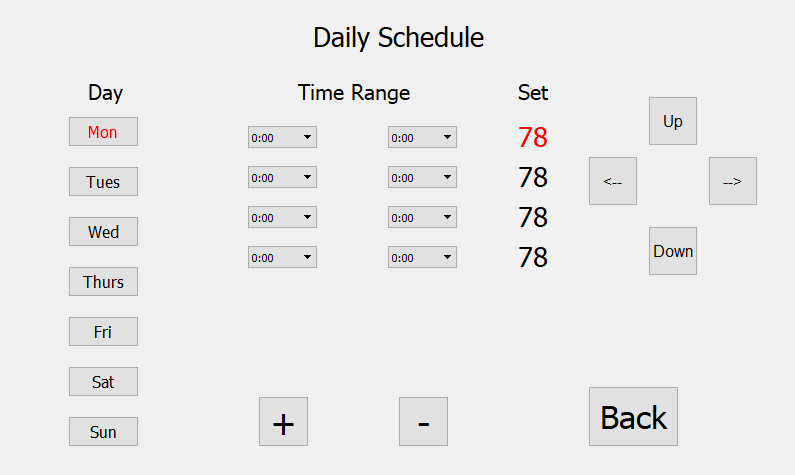 Daily Schedule
Day Time Range Set
Up
Mon 0:00 0:00 78
Tues 0:00 0:00 78 <-- -->
Wed 0:00 0:00 78
Thurs 0:00 0:00 78 Down
Fri
Sat
Sun + - Back